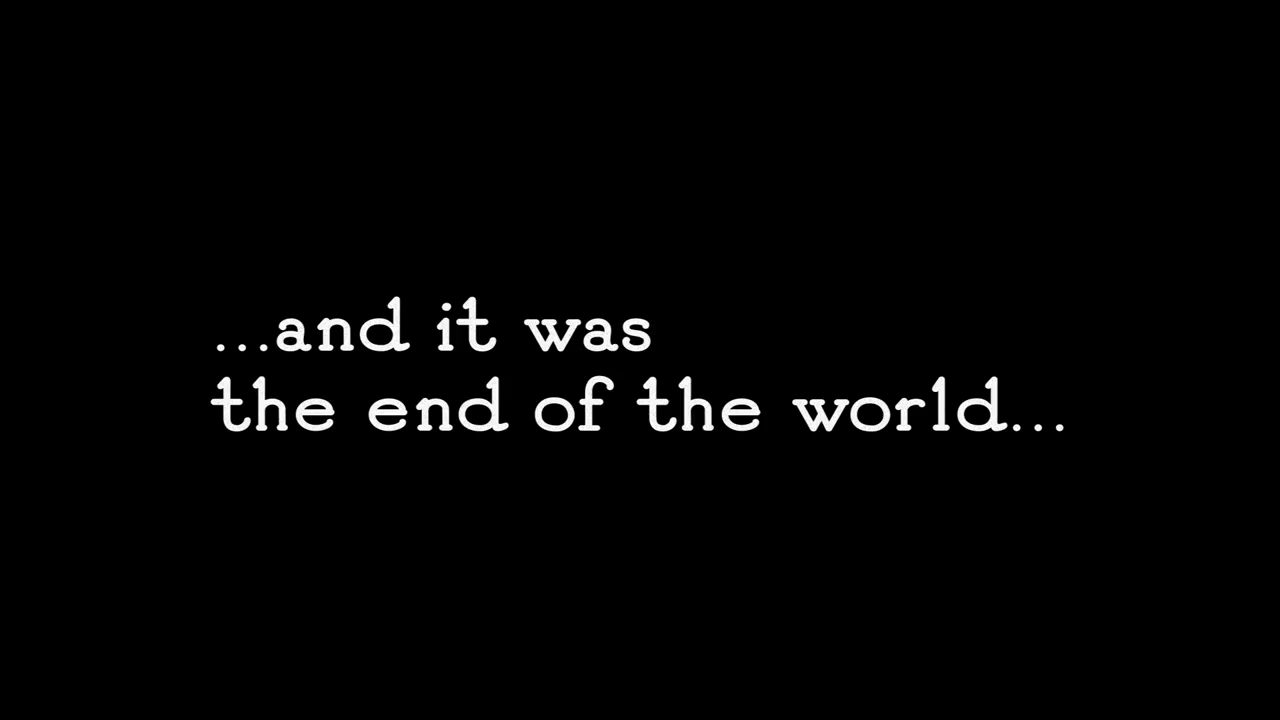 ...and it was
the end of the world...